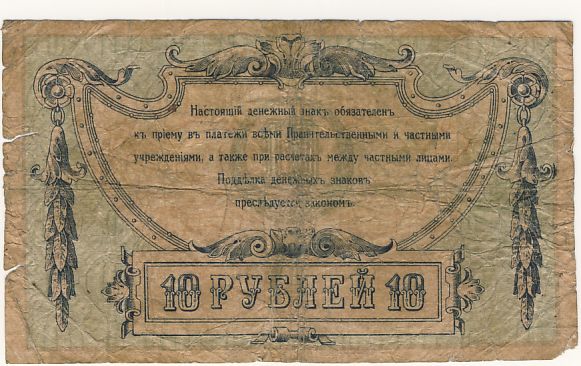 Настоящій денежный знакъ обязателенъ
къ пріему въ платежи всѣми Правительственными и частными
учрежденіями, а также при расчетахъ между частными лицами.
Поддѣлка денежныхъ знаковъ
преслѣдуется закономъ.
10 РУБЛЕЙ 10